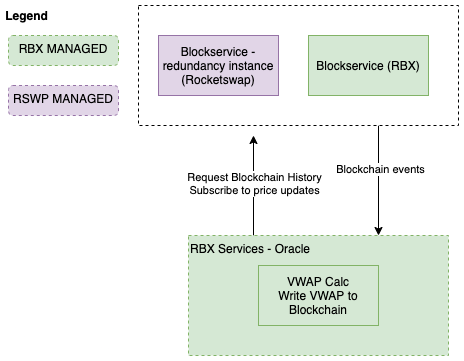 Legend
RBX MANAGED
RSWP MANAGED
Blockservice -
redundancy instance
(Rocketswap)
Blockservice (RBX)
Request Blockchain History
Subscribe to price updates
Blockchain events
RBX Services - Oracle
VWAP Calc
Write VWAP to
Blockchain